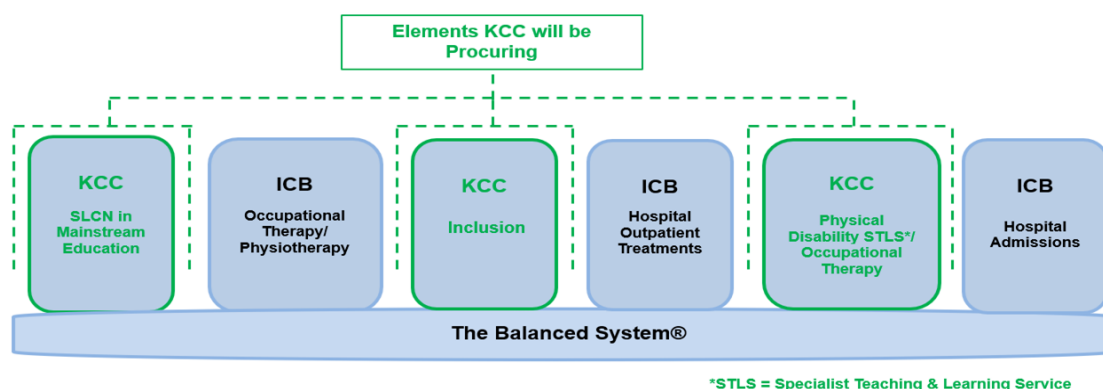 Elements KCC will be
Procuring
KCC
SLCN in
Mainstream
Education
ICB
Occupational
Therapy/
Physiotherapy
KCC
Inclusion
ICB
Hospital
Outpatient
Treatments
KCC
Physical
Disability STLS*/
Occupational
Therapy
ICB
Hospital
Admissions
The Balanced System®
*STLS = Specialist Teaching & Learning Service